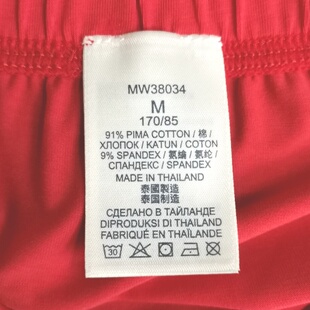 MW38034
M
170/85
91% PIMA COTTON / 棉 /
ХЛОПОК / KATUN / COTON
9% SPANDEX / 氨綸 / 氨纶 /
СПАНДЕКС / SPANDEX
MADE IN THAILAND
泰國製造
泰国制造
СДЕЛАНО В ТАЙЛАНДЕ
DIPRODUKSI DI THAILAND
FABRIQUÉ EN THAÏLANDE
30